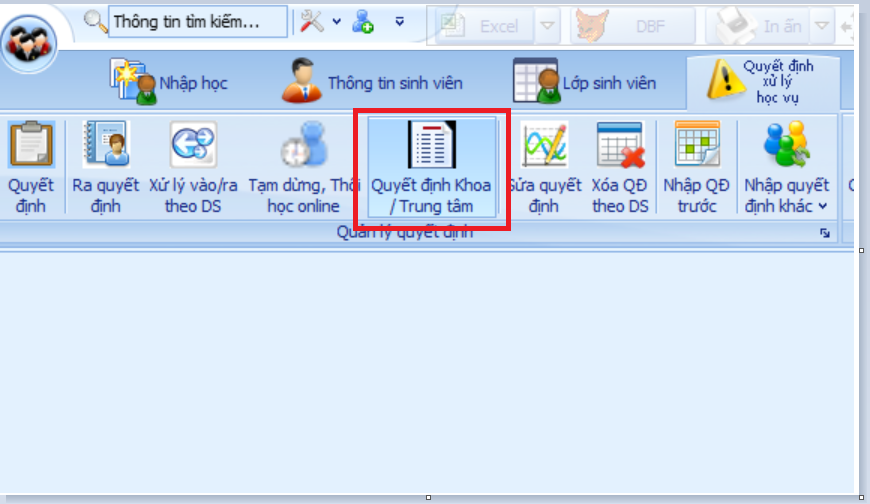 Thông tin tìm kiếm...
Excel
DBF
In ấn
Nhập học
Thông tin sinh viên
Lớp sinh viên
Quyết định
xử lý
học vụ
Quyết
định
Ra quyết
định
Xử lý vào/ra
theo DS
Tạm dừng, Thôi
học online
Quyết định Khoa
/ Trung tâm
Sửa quyết
định
Xóa QĐ
theo DS
Nhập QĐ
trước
Nhập quyết
định khác
Quản lý quyết định